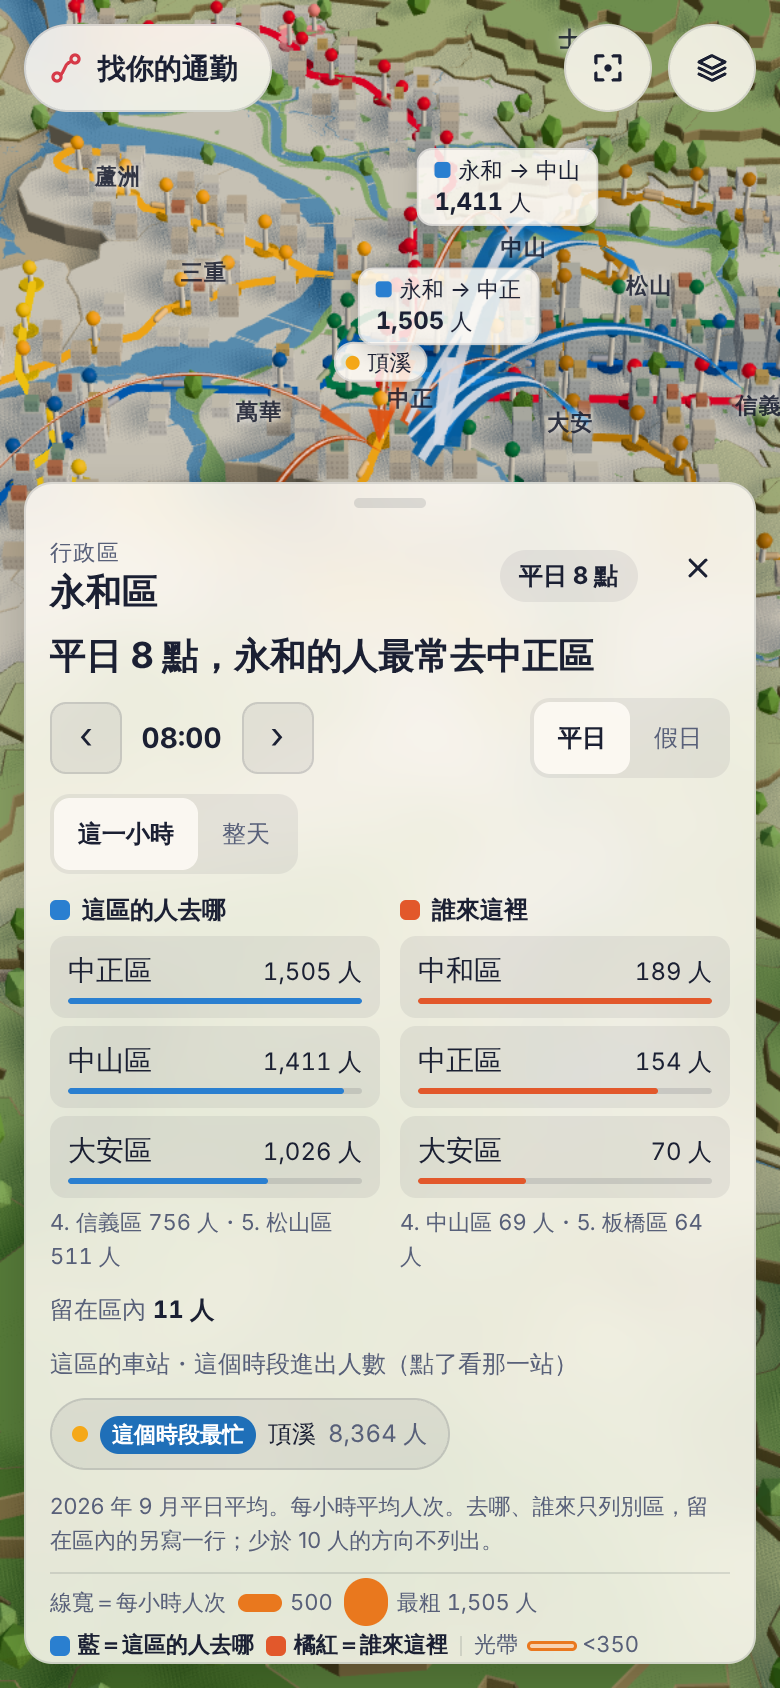 找你的通勤
士
蘆洲
永和 → 中山
1,411 人
中山
三重
永和 → 中正
1,505 人
松山
頂溪
萬華
中正
大安
信義
行政區
永和區
平日 8 點
×
平日 8 點，永和的人最常去中正區
‹ 08:00 ›
平日 假日
這一小時 整天
這區的人去哪
誰來這裡
中正區 1,505 人
中和區 189 人
中山區 1,411 人
中正區 154 人
大安區 1,026 人
大安區 70 人
4. 信義區 756 人・5. 松山區
511 人
4. 中山區 69 人・5. 板橋區 64
人
留在區內 11 人
這區的車站・這個時段進出人數（點了看那一站）
這個時段最忙 頂溪 8,364 人
2026 年 9 月平日平均。每小時平均人次。去哪、誰來只列別區，留
在區內的另寫一行；少於 10 人的方向不列出。
線寬＝每小時人次 500 最粗 1,505 人
藍＝這區的人去哪 橘紅＝誰來這裡 光帶 <350